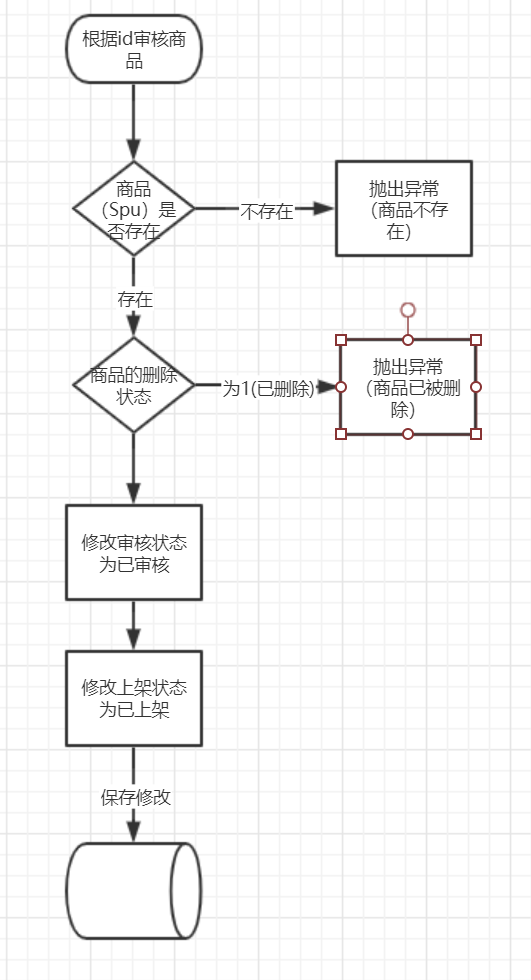 根据id审核商
品
商品
（Spu）是
否存在
不存在
抛出异常
（商品不存
在）
存在
商品的删除
状态
为1(已删除)
抛出异常
（商品已被删
除）
修改审核状态
为已审核
修改上架状态
为已上架
保存修改